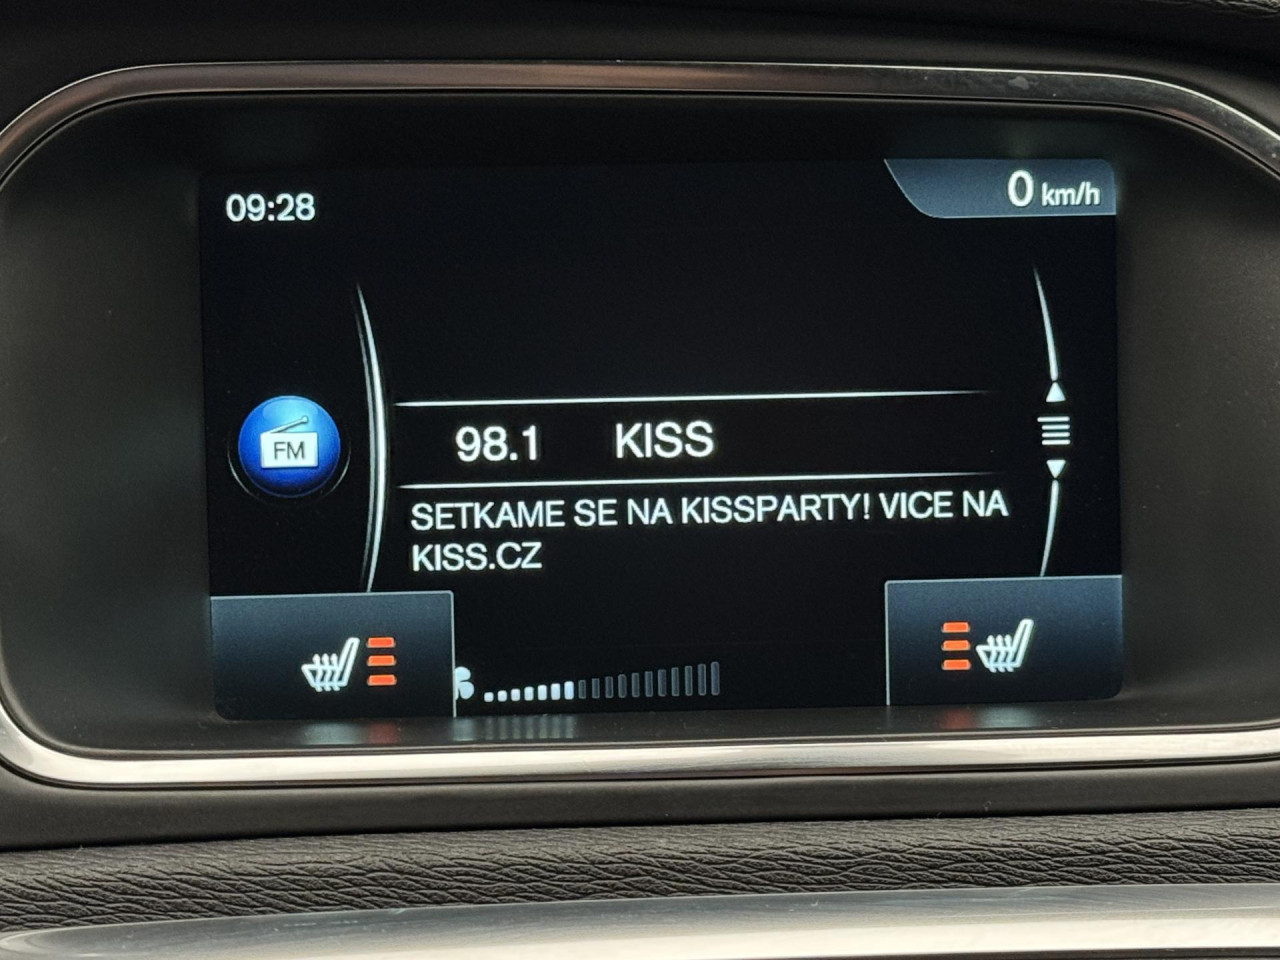 09:28
0 km/h
FM
98.1 KISS
SETKAME SE NA KISSPARTY! VICE NA
KISS.CZ